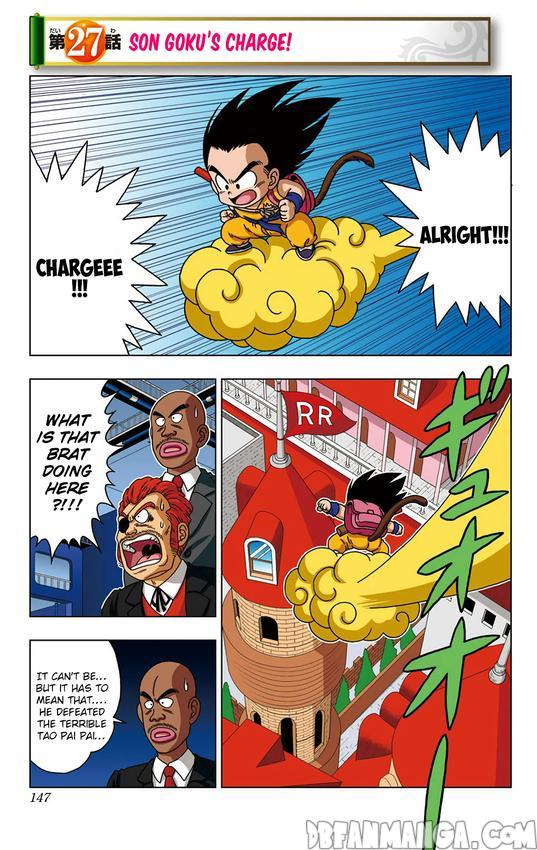 第27話 SON GOKU'S CHARGE!
だい わ
ALRIGHT!!!
CHARGEEE
!!!
WHAT
IS THAT
BRAT
DOING
HERE
?!!!
RR
ギュオオー
IT CAN'T BE...
BUT IT HAS TO
MEAN THAT....
HE DEFEATED
THE TERRIBLE
TAO PAI PAI...
147
DBFANMANGA.COM